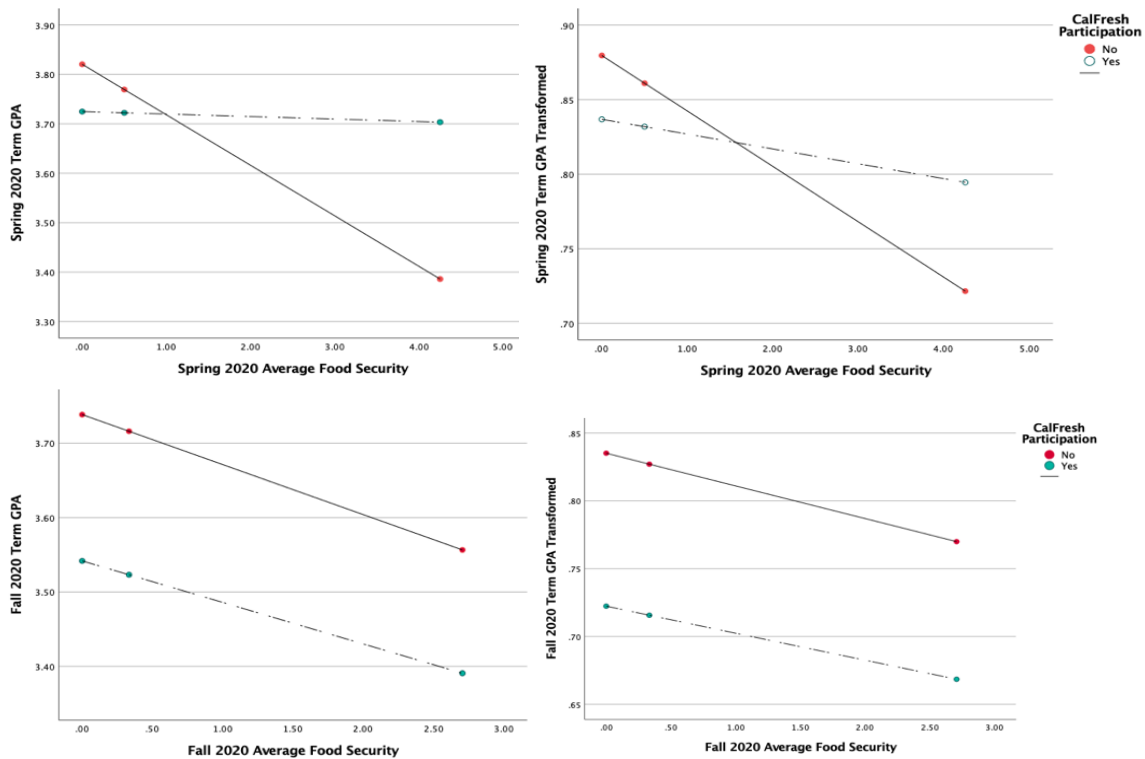 3.90
3.80
3.70
3.60
3.50
3.40
3.30
Spring 2020 Term GPA
.00
1.00
2.00
3.00
4.00
5.00
Spring 2020 Average Food Security
.90
.85
.80
.75
.70
Spring 2020 Term GPA Transformed
.00
1.00
2.00
3.00
4.00
5.00
Spring 2020 Average Food Security
CalFresh
Participation
No
Yes
3.70
3.60
3.50
3.40
Fall 2020 Term GPA
.00
.50
1.00
1.50
2.00
2.50
3.00
Fall 2020 Average Food Security
.85
.80
.75
.70
.65
Fall 2020 Term GPA Transformed
.00
.50
1.00
1.50
2.00
2.50
3.00
Fall 2020 Average Food Security
CalFresh
Participation
No
Yes